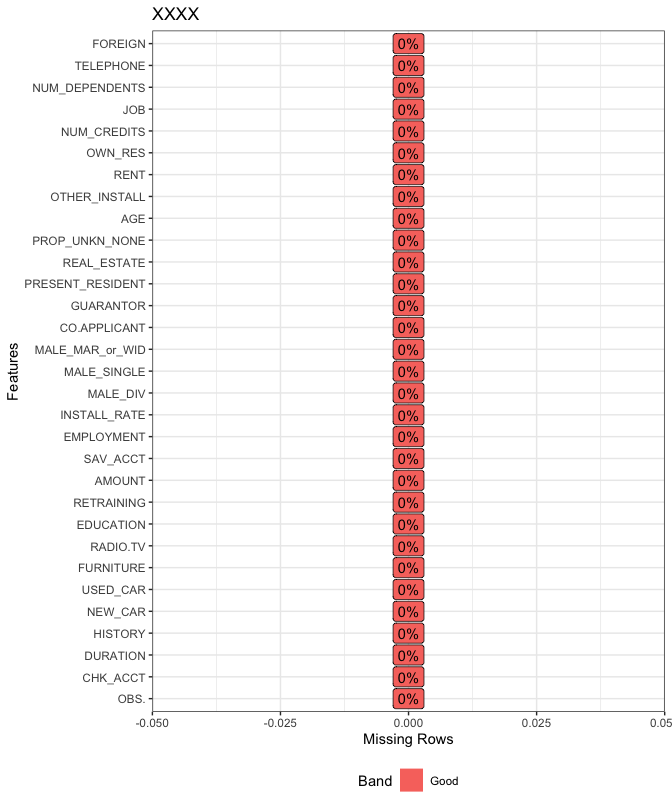 XXXX
FOREIGN 0%
TELEPHONE 0%
NUM_DEPENDENTS 0%
JOB 0%
NUM_CREDITS 0%
OWN_RES 0%
RENT 0%
OTHER_INSTALL 0%
AGE 0%
PROP_UNKN_NONE 0%
REAL_ESTATE 0%
PRESENT_RESIDENT 0%
GUARANTOR 0%
CO.APPLICANT 0%
MALE_MAR_or_WID 0%
MALE_SINGLE 0%
MALE_DIV 0%
INSTALL_RATE 0%
EMPLOYMENT 0%
SAV_ACCT 0%
AMOUNT 0%
RETRAINING 0%
EDUCATION 0%
RADIO.TV 0%
FURNITURE 0%
USED_CAR 0%
NEW_CAR 0%
HISTORY 0%
DURATION 0%
CHK_ACCT 0%
OBS. 0%
Features
-0.050 -0.025 0.000 0.025 0.05
Missing Rows
Band Good